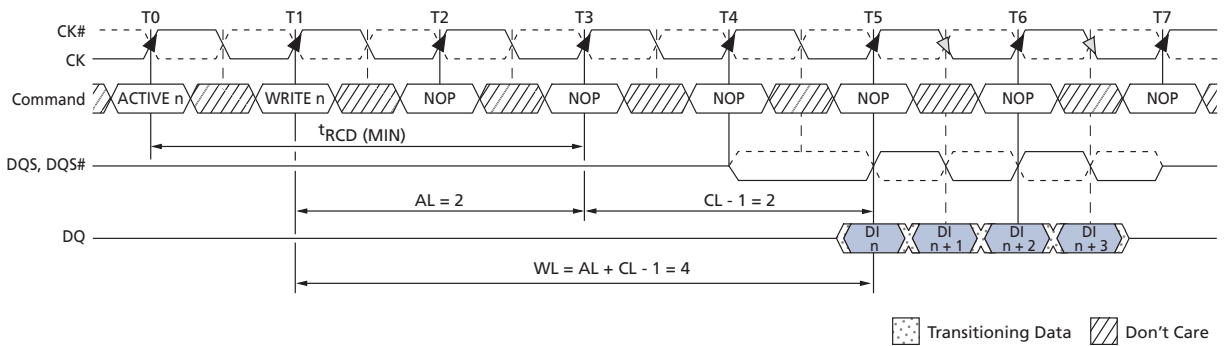 T0 T1 T2 T3 T4 T5 T6 T7
CK#
CK
Command ACTIVE n WRITE n NOP NOP NOP NOP NOP NOP
tRCD (MIN)
DQS, DQS#
AL = 2 CL - 1 = 2
DQ DI n DI n + 1 DI n + 2 DI n + 3
WL = AL + CL - 1 = 4
Transitioning Data Don't Care